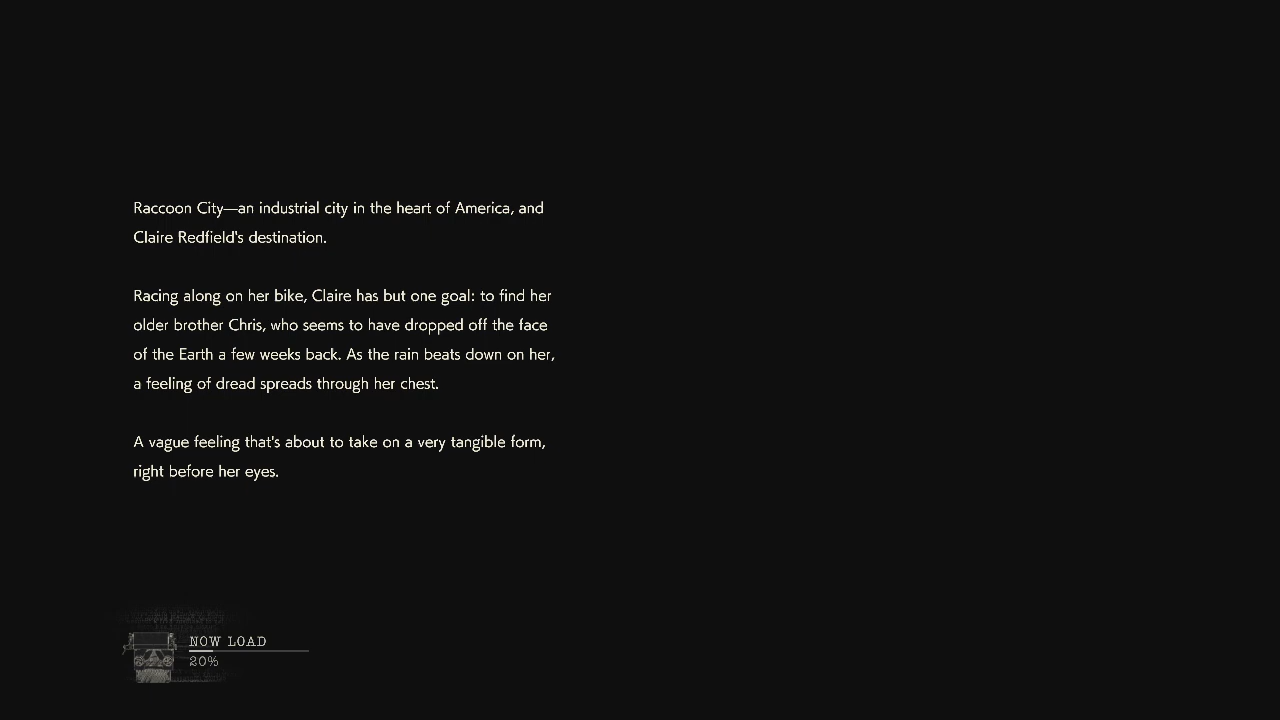 Raccoon City—an industrial city in the heart of America, and
Claire Redfield's destination.
Racing along on her bike, Claire has but one goal: to find her
older brother Chris, who seems to have dropped off the face
of the Earth a few weeks back. As the rain beats down on her,
a feeling of dread spreads through her chest.
A vague feeling that's about to take on a very tangible form,
right before her eyes.
NOW LOAD
20%